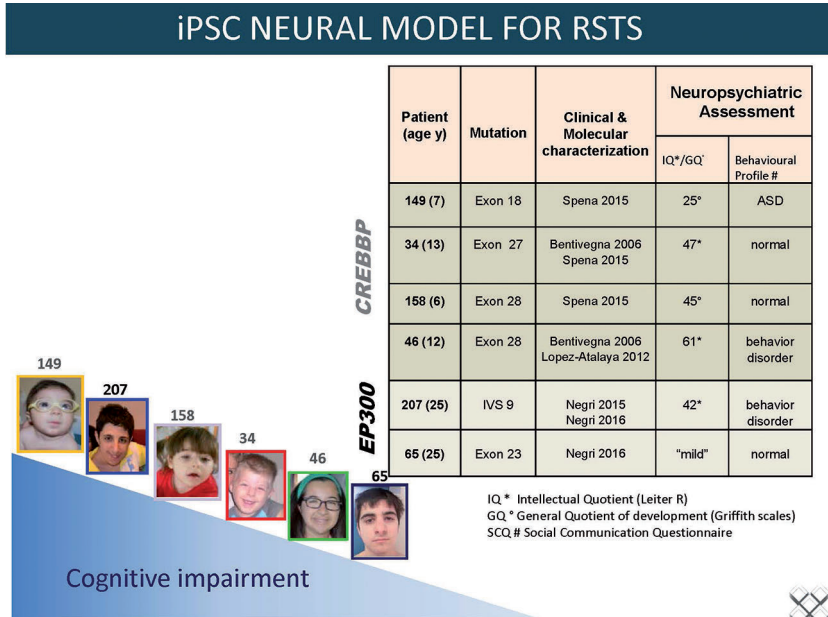 iPSC NEURAL MODEL FOR RSTS
Patient
(age y)
Mutation
Clinical &
Molecular
characterization
Neuropsychiatric
Assessment
IQ*/GQ°
Behavioural
Profile #
CREBBP
149 (7) Exon 18 Spena 2015 25° ASD
34 (13) Exon 27 Bentivegna 2006 47* normal
Spena 2015
158 (6) Exon 28 Spena 2015 45° normal
46 (12) Exon 28 Bentivegna 2006 61* behavior
Lopez-Atalaya 2012 disorder
EP300
207 (25) IVS 9 Negri 2015 42* behavior
Negri 2016 disorder
65 (25) Exon 23 Negri 2016 "mild" normal
149
207
158
34
46
65
IQ * Intellectual Quotient (Leiter R)
GQ ° General Quotient of development (Griffith scales)
SCQ # Social Communication Questionnaire
Cognitive impairment